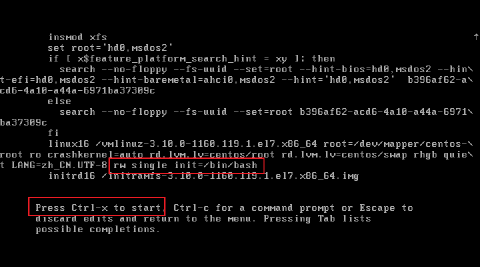 insmod xfs
set root='hd0,msdos2'
if [ x$feature_platform_search_hint = xy ]; then
search --no-floppy --fs-uuid --set=root --hint-bios=hd0,msdos2 --hin\
t-efi=hd0,msdos2 --hint-baremetal=ahci0,msdos2 --hint='hd0,msdos2' b396af62-a\
cd6-4a10-a44a-6971ba37309c
else
search --no-floppy --fs-uuid --set=root b396af62-acd6-4a10-a44a-6971\
ba37309c
fi
linux16 /vmlinuz-3.10.0-1160.119.1.el7.x86_64 root=/dev/mapper/centos-\
root ro crashkernel=auto rd.lvm.lv=centos/root rd.lvm.lv=centos/swap rhgb quie\
t LANG=zh_CN.UTF-8 rw single init=/bin/bash
initrd16 /initramfs-3.10.0-1160.119.1.el7.x86_64.img
Press Ctrl-x to start, Ctrl-c for a command prompt or Escape to
discard edits and return to the menu. Pressing Tab lists
possible completions.